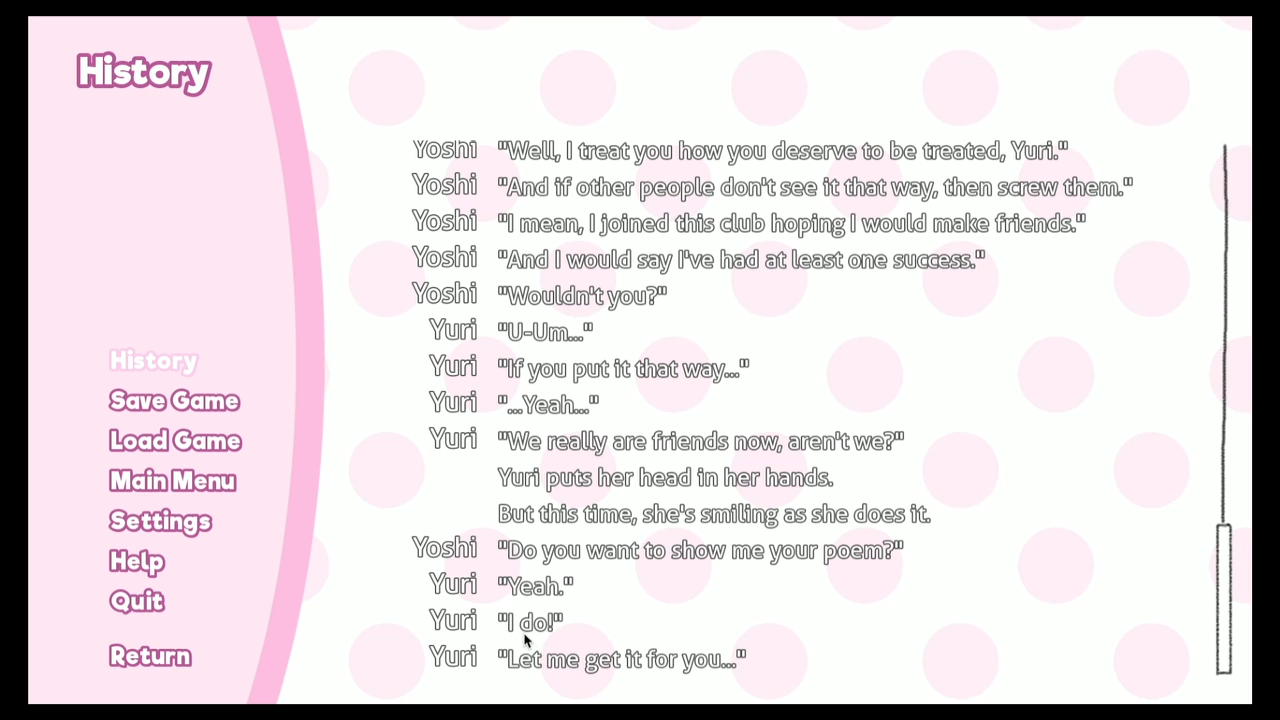 History
Yoshi "Well, I treat you how you deserve to be treated, Yuri."
Yoshi "And if other people don't see it that way, then screw them."
Yoshi "I mean, I joined this club hoping I would make friends."
Yoshi "And I would say I've had at least one success."
Yoshi "Wouldn't you?"
Yuri "U-Um..."
Yuri "If you put it that way..."
Yuri "...Yeah..."
Yuri "We really are friends now, aren't we?"
Yuri puts her head in her hands.
But this time, she's smiling as she does it.
Yoshi "Do you want to show me your poem?"
Yuri "Yeah."
Yuri "I do!"
Yuri "Let me get it for you..."
History
Save Game
Load Game
Main Menu
Settings
Help
Quit
Return